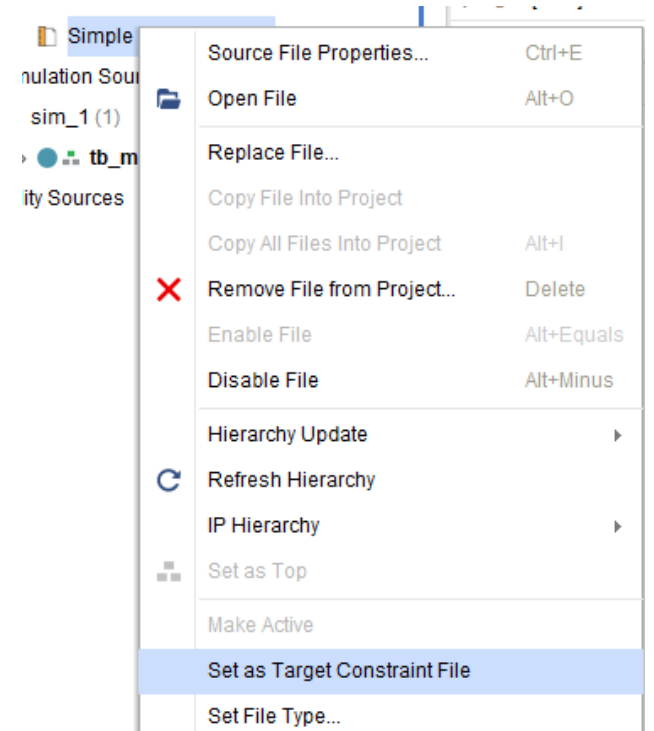 Simple
Source File Properties... Ctrl+E
Open File Alt+O
sim_1 (1)
Replace File...
tb_m
ity Sources
Copy File Into Project
Copy All Files Into Project Alt+I
Remove File from Project... Delete
Enable File Alt+Equals
Disable File Alt+Minus
Hierarchy Update
Refresh Hierarchy
IP Hierarchy
Set as Top
Make Active
Set as Target Constraint File
Set File Type...